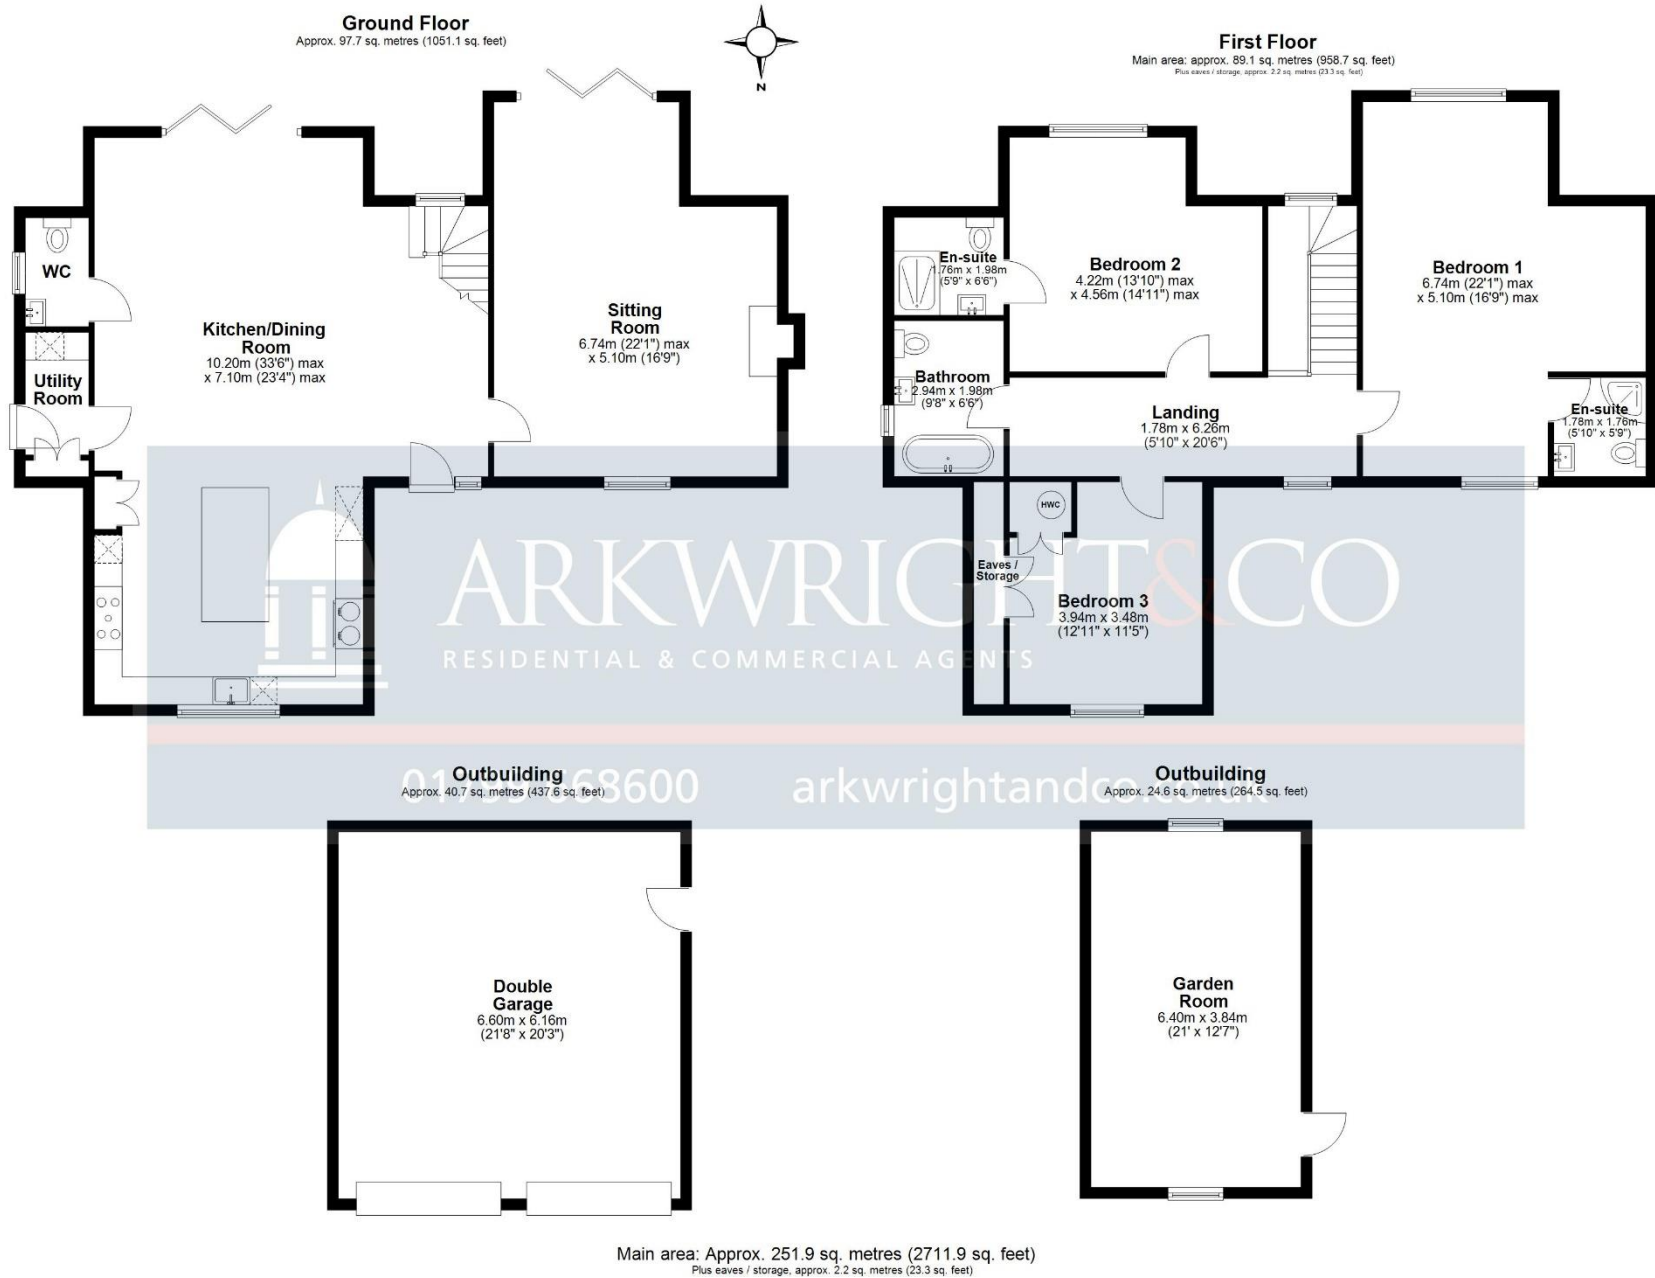 Ground Floor
Approx. 97.7 sq. metres (1051.1 sq. feet)
N
First Floor
Main area: approx. 89.1 sq. metres (958.7 sq. feet)
Plus eaves / storage, approx. 2.2 sq. metres (23.3 sq. feet)
WC
Kitchen/Dining
Room
10.20m (33'6") max
x 7.10m (23'4") max
Utility
Room
Sitting
Room
6.74m (22'1") max
x 5.10m (16'9")
En-suite
1.76m x 1.98m
(5'9" x 6'6")
Bedroom 2
4.22m (13'10") max
x 4.56m (14'11") max
Bedroom 1
6.74m (22'1") max
x 5.10m (16'9") max
Bathroom
2.94m x 1.98m
(9'8" x 6'6")
Landing
1.78m x 6.26m
(5'10" x 20'6")
En-suite
1.78m x 1.76m
(5'10" x 5'9")
HWC
Eaves /
Storage
Bedroom 3
3.94m x 3.48m
(12'11" x 11'5")
ARKWRIGHT&CO
RESIDENTIAL & COMMERCIAL AGENTS
Outbuilding
Approx. 40.7 sq. metres (437.6 sq. feet)
01799 668600
arkwrightandco.co.uk
Outbuilding
Approx. 24.6 sq. metres (264.5 sq. feet)
Double
Garage
6.60m x 6.16m
(21'8" x 20'3")
Garden
Room
6.40m x 3.84m
(21' x 12'7")
Main area: Approx. 251.9 sq. metres (2711.9 sq. feet)
Plus eaves / storage, approx. 2.2 sq. metres (23.3 sq. feet)